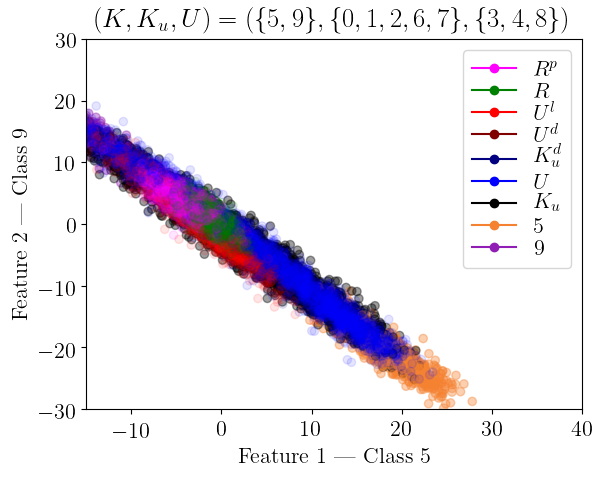 (K, K_u, U) = ({5, 9}, {0, 1, 2, 6, 7}, {3, 4, 8})
30
20
10
0
−10
−20
−30
Feature 2 — Class 9
R^p
R
U^l
U^d
K_u^d
U
K_u
5
9
−10 0 10 20 30 40
Feature 1 — Class 5